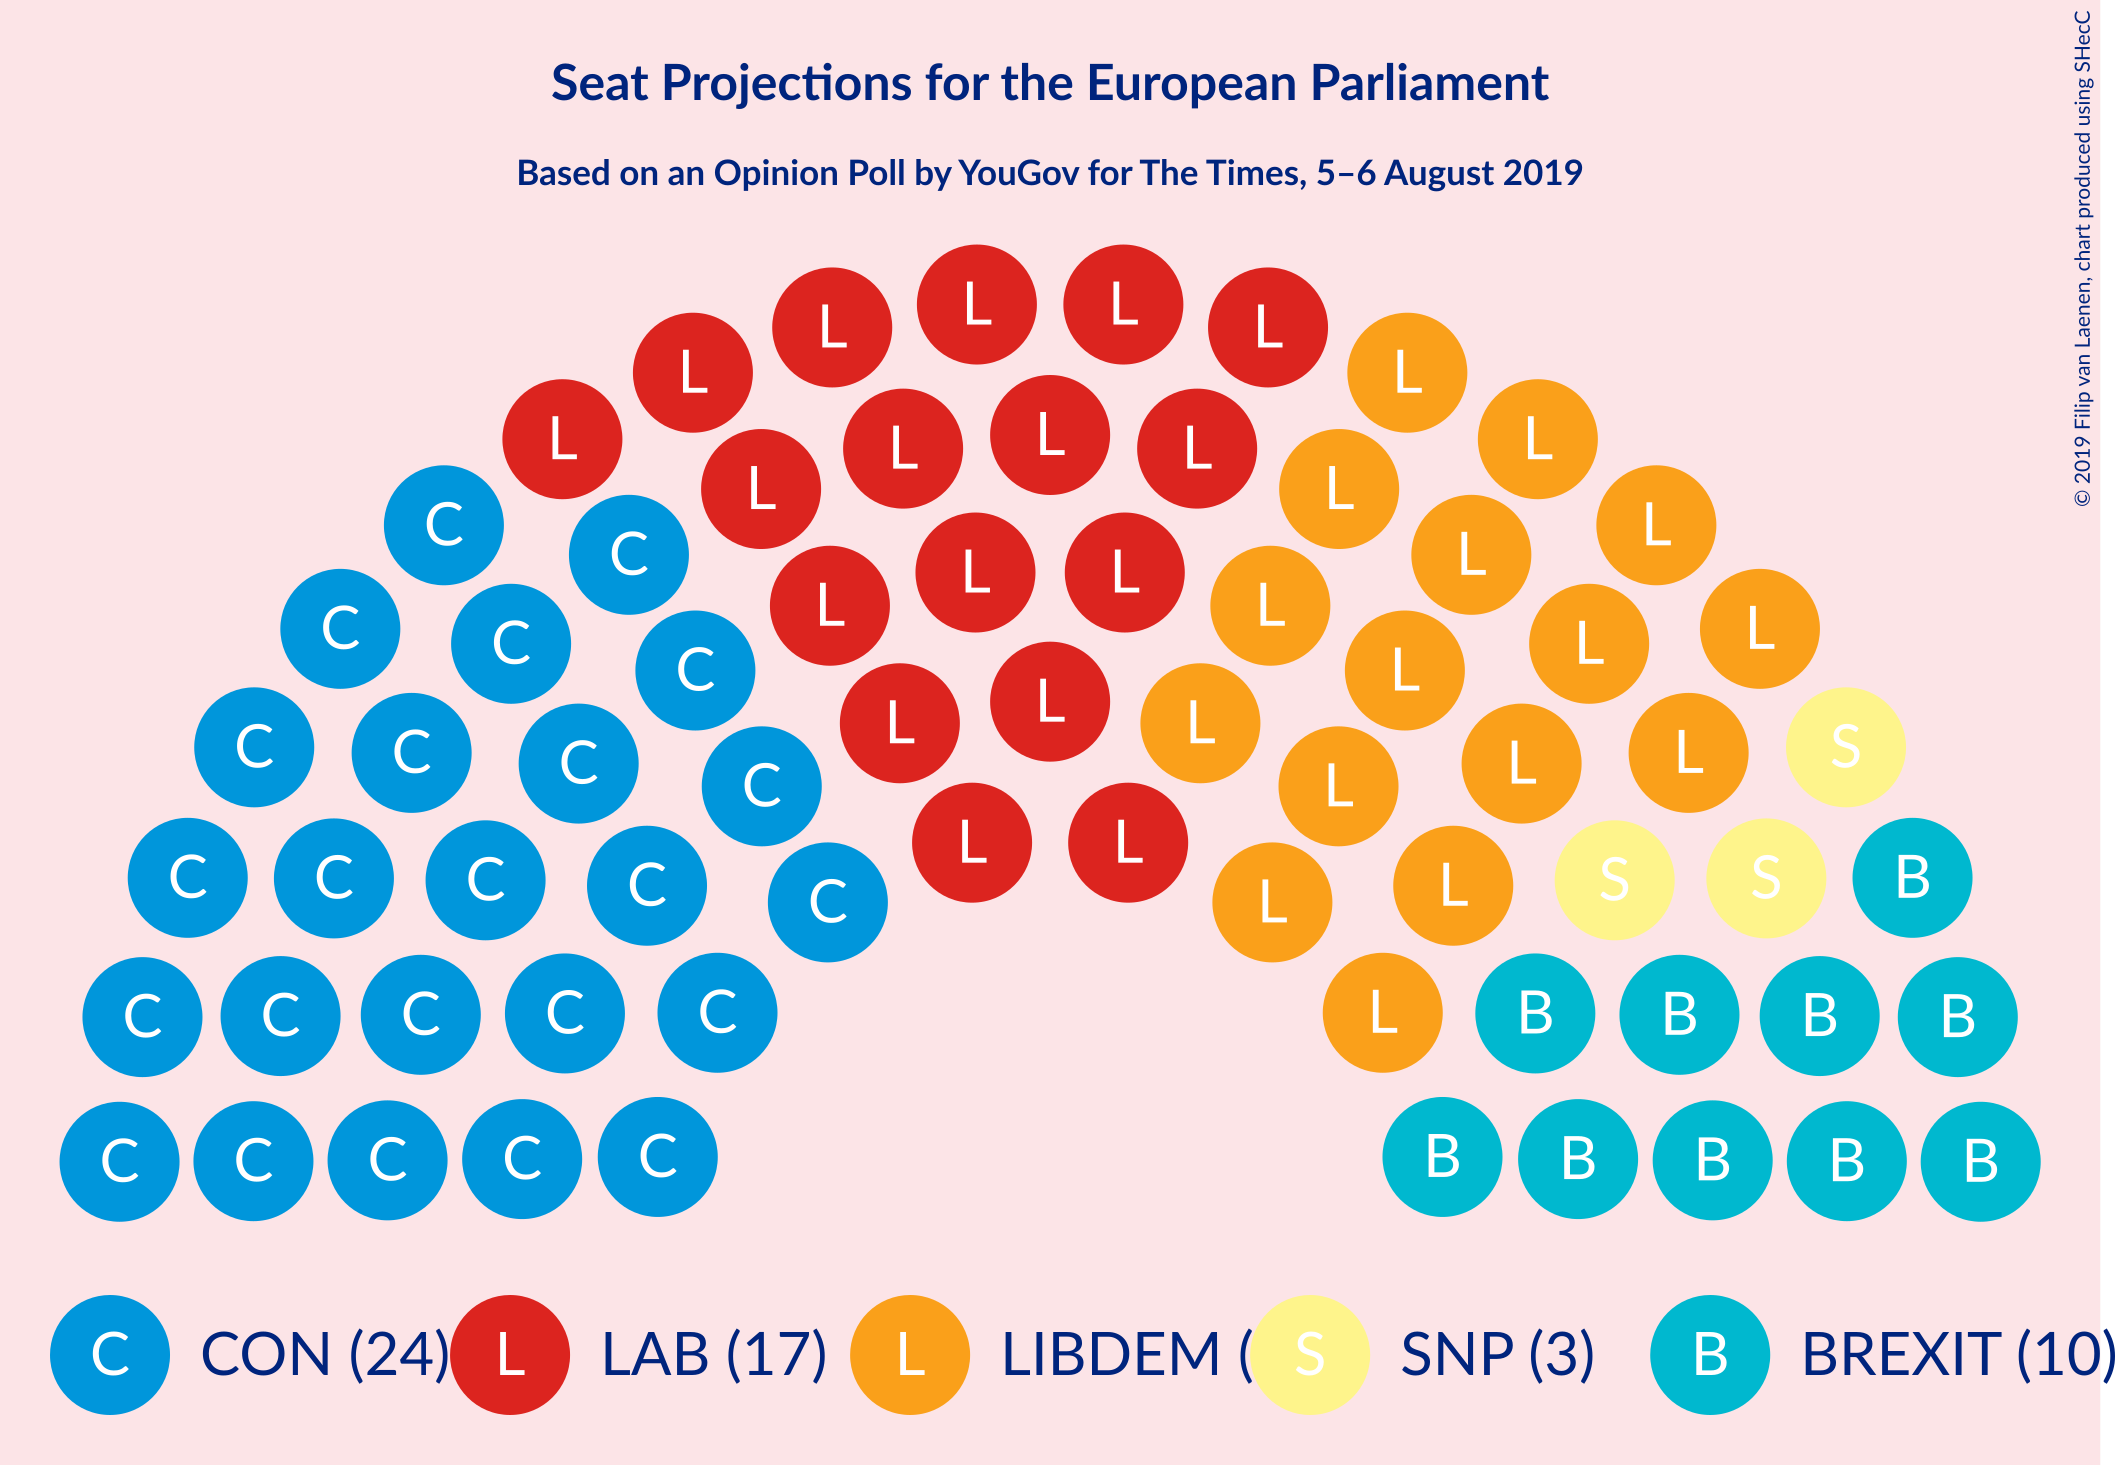 Seat Projections for the European Parliament
Based on an Opinion Poll by YouGov for The Times, 5–6 August 2019
© 2019 Filip van Laenen, chart produced using SHecC
L L L L
L L
L L L L L
C L L L
C L L L
C L L L
C C L L
C C C L L L L L S
C L
L L
C C C C L S S B
C L
C C C C C L B B B B
C C C C C B B B B B
C CON (24) L LAB (17) L LIBDEM ( S SNP (3) B BREXIT (10)